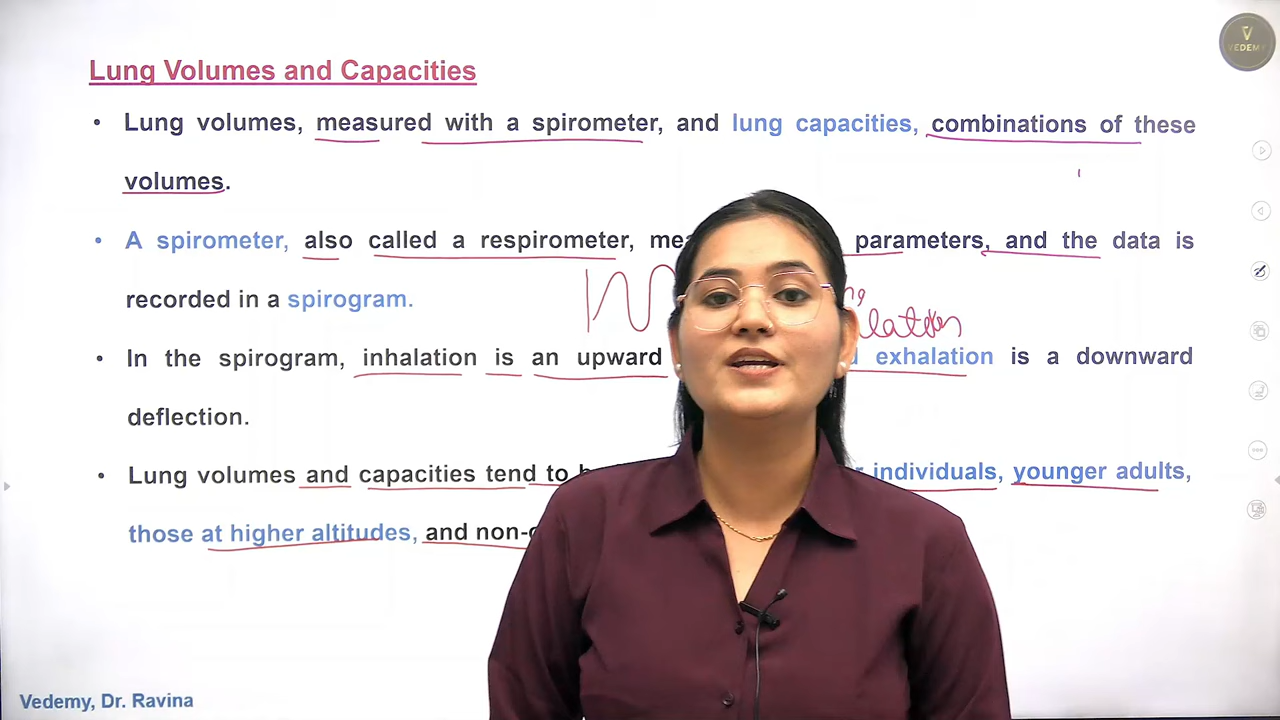 VEDEMY
Lung Volumes and Capacities
• Lung volumes, measured with a spirometer, and lung capacities, combinations of these
volumes.
• A spirometer, also called a respirometer, parameters, and the data is
recorded in a spirogram.
• In the spirogram, inhalation is an upward exhalation is a downward
deflection.
• Lung volumes and capacities tend to individuals, younger adults,
those at higher altitudes, and
Vedemy, Dr. Ravina